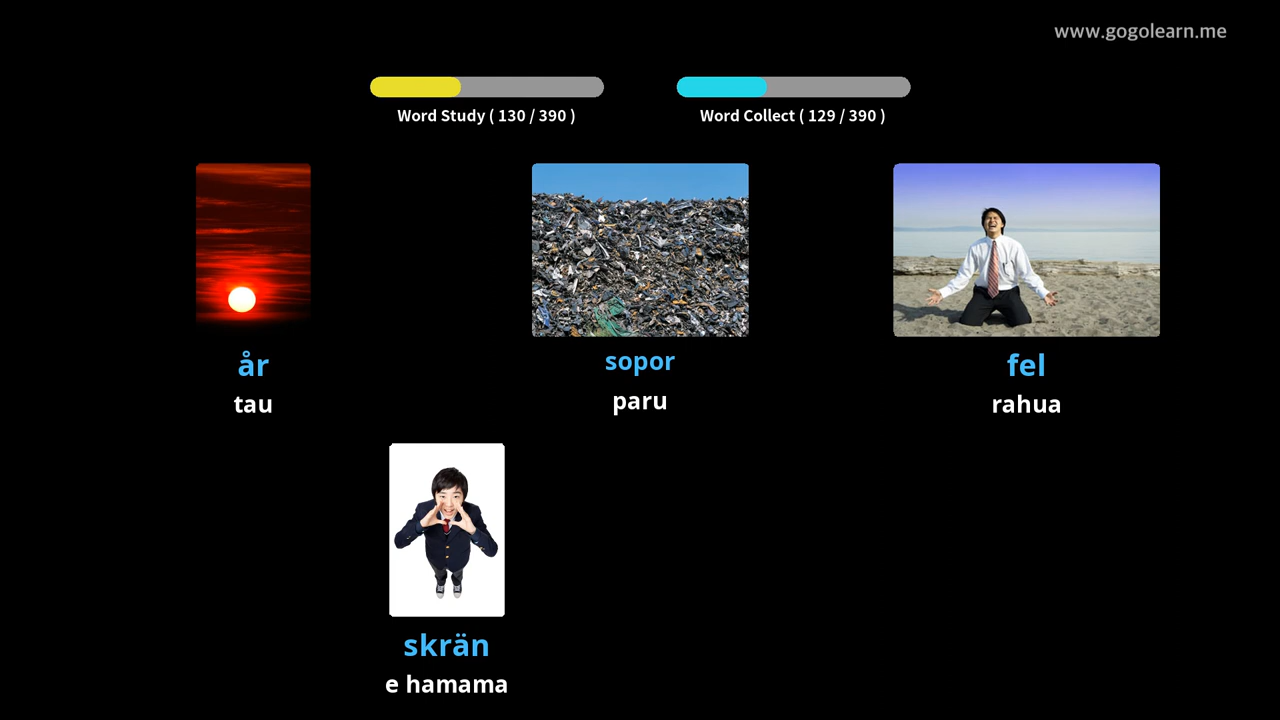 www.gogolearn.me
Word Study ( 130 / 390 )
Word Collect ( 129 / 390 )
år
tau
sopor
paru
fel
rahua
skrän
e hamama